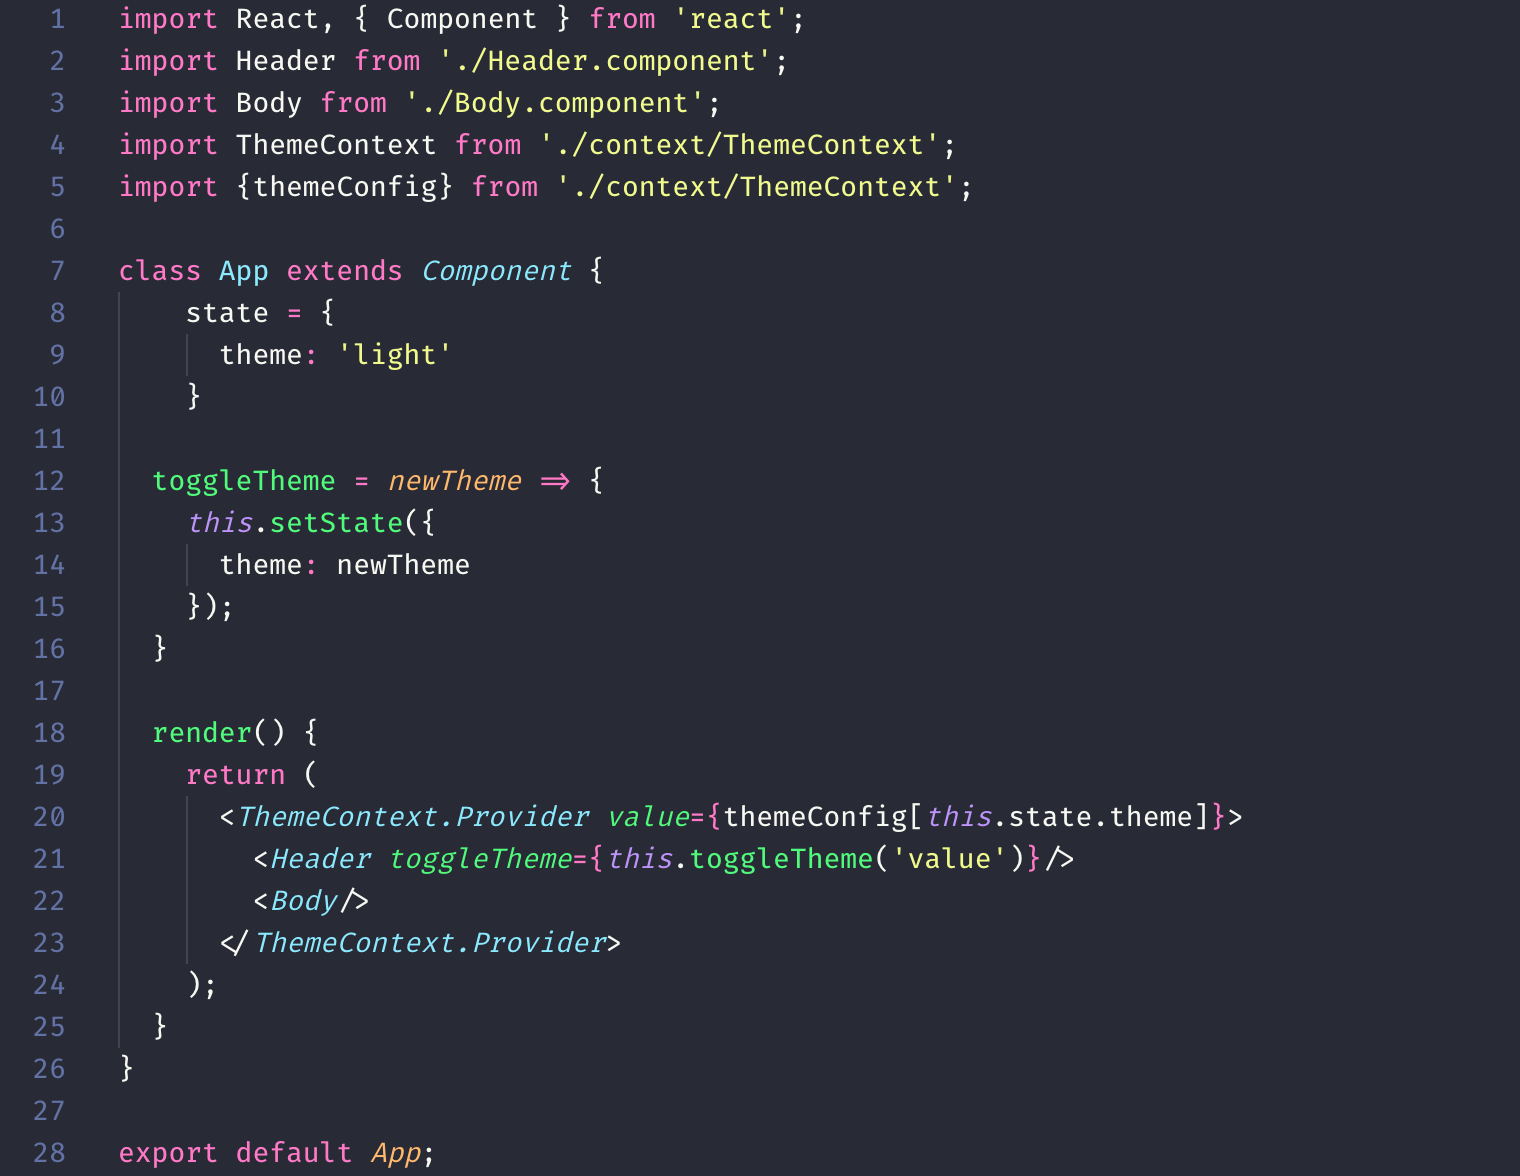 1 import React, { Component } from 'react';
2 import Header from './Header.component';
3 import Body from './Body.component';
4 import ThemeContext from './context/ThemeContext';
5 import {themeConfig} from './context/ThemeContext';
6
7 class App extends Component {
8     state = {
9       theme: 'light'
10     }
11
12   toggleTheme = newTheme => {
13     this.setState({
14       theme: newTheme
15     });
16   }
17
18   render() {
19     return (
20       <ThemeContext.Provider value={themeConfig[this.state.theme]}>
21         <Header toggleTheme={this.toggleTheme('value')}/>
22         <Body/>
23       </ThemeContext.Provider>
24     );
25   }
26 }
27
28 export default App;